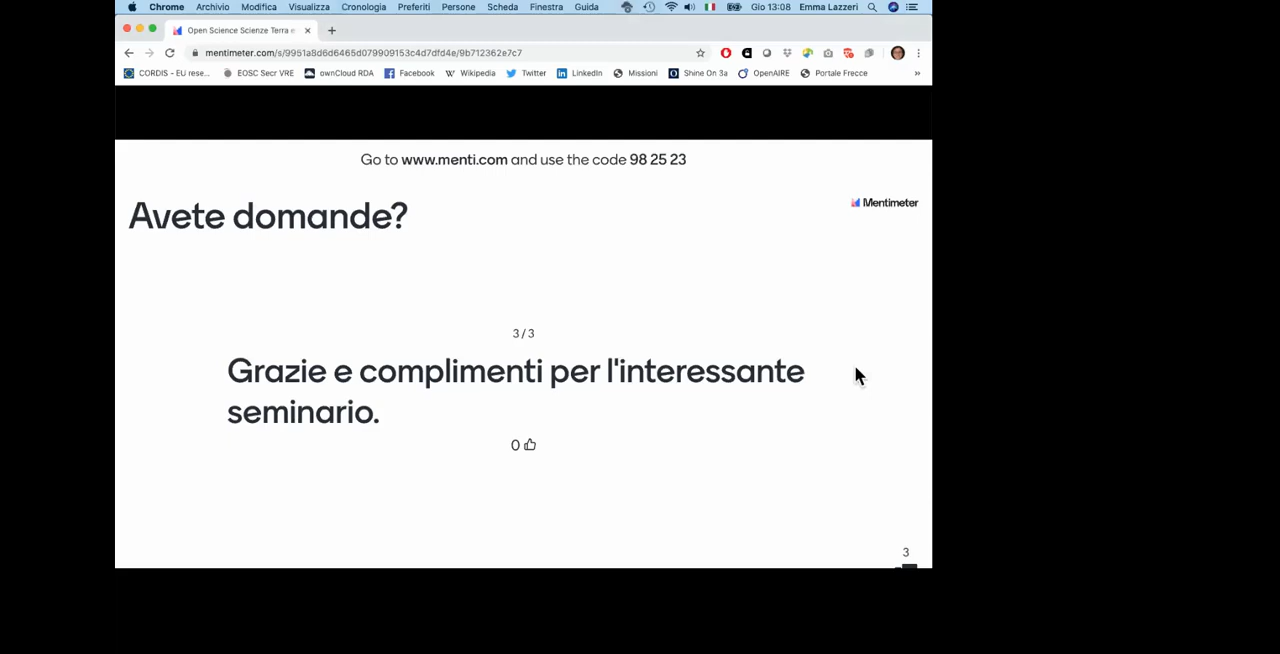 Chrome Archivio Modifica Visualizza Cronologia Preferiti Persone Scheda Finestra Guida Gio 13:08 Emma Lazzeri
Open Science Scienze Terra e
mentimeter.com/s/9951a8d6d6465d079909153c4d7dfd4e/9b712362e7c7
CORDIS - EU rese... EOSC Secr VRE ownCloud RDA Facebook Wikipedia Twitter LinkedIn Missioni Shine On 3a OpenAIRE Portale Frecce »
Go to www.menti.com and use the code 98 25 23
Avete domande?
Mentimeter
3 / 3
Grazie e complimenti per l'interessante
seminario.
0
3